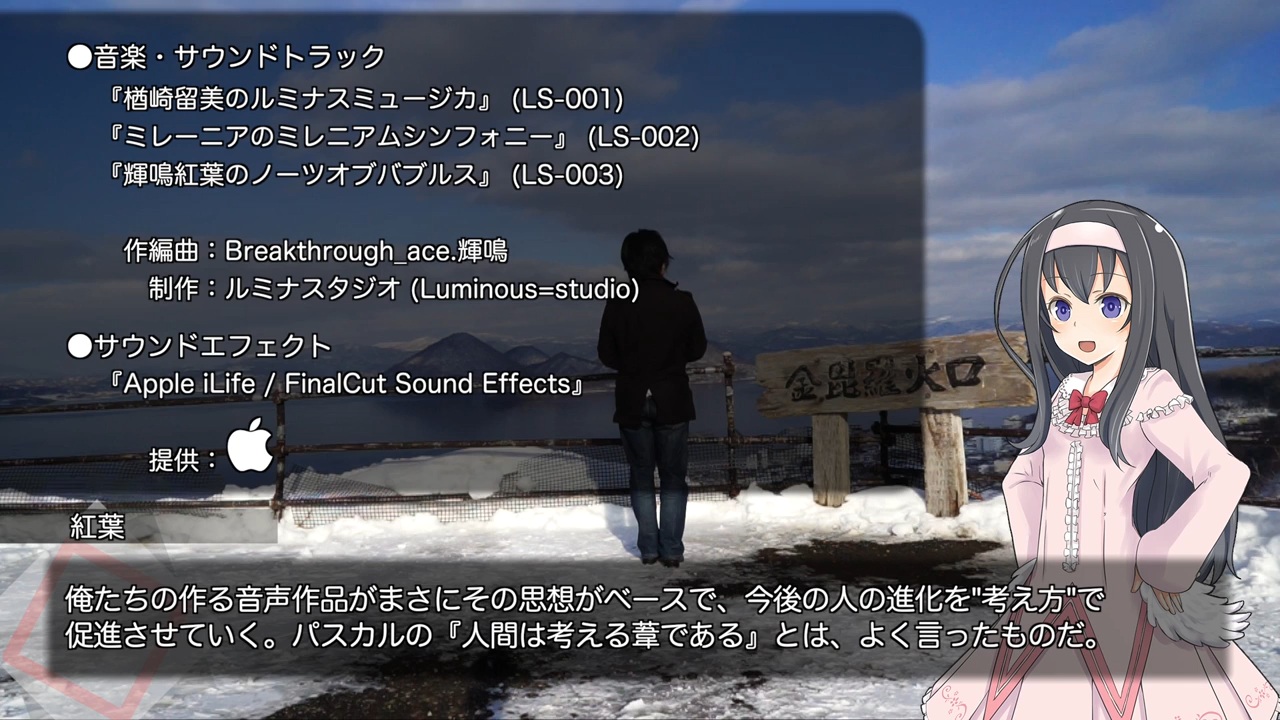 ●音楽・サウンドトラック
『楢崎留美のルミナスミュージカ』 (LS-001)
『ミレーニアのミレニアムシンフォニー』 (LS-002)
『輝鳴紅葉のノーツオブバブルス』 (LS-003)
作編曲：Breakthrough_ace.輝鳴
制作：ルミナスタジオ (Luminous=studio)
●サウンドエフェクト
『Apple iLife / FinalCut Sound Effects』
金毘羅火口
提供：
紅葉
俺たちの作る音声作品がまさにその思想がベースで、今後の人の進化を"考え方"で
促進させていく。パスカルの『人間は考える葦である』とは、よく言ったものだ。